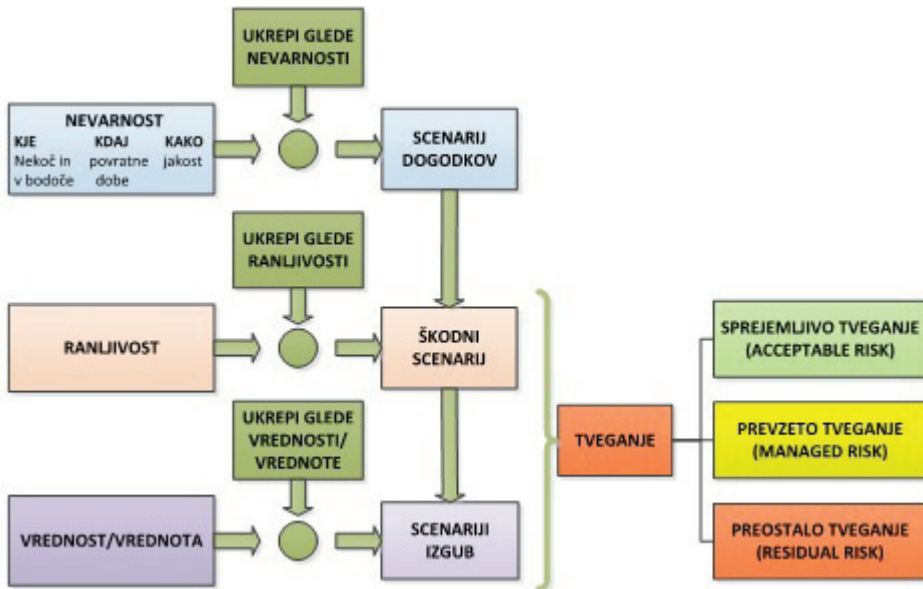 UKREPI GLEDE
NEVARNOSTI
NEVARNOST
KJE KDAJ KAKO
Nekoč in povratne jakost
v bodoče dobe
SCENARIJ
DOGODKOV
UKREPI GLEDE
RANLJIVOSTI
RANLJIVOST
ŠKODNI
SCENARIJ
UKREPI GLEDE
VREDNOSTI/
VREDNOTE
VREDNOST/VREDNOTA
SCENARIJI
IZGUB
TVEGANJE
SPREJEMLJIVO TVEGANJE
(ACCEPTABLE RISK)
PREVZETO TVEGANJE
(MANAGED RISK)
PREOSTALO TVEGANJE
(RESIDUAL RISK)